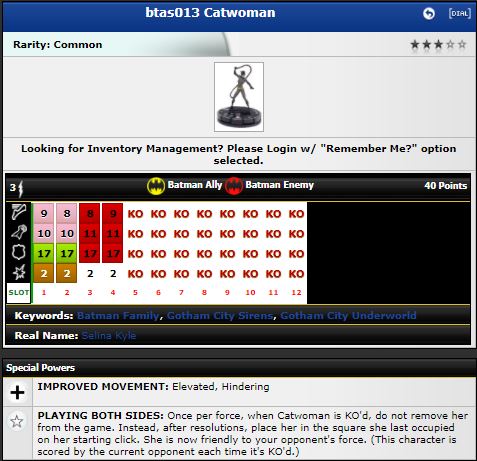 btas013 Catwoman
[DIAL]
Rarity: Common
Looking for Inventory Management? Please Login w/ "Remember Me?" option
selected.
3 Batman Ally Batman Enemy 40 Points
9 8 8 9 KO KO KO KO KO KO KO KO
10 10 11 11 KO KO KO KO KO KO KO KO
17 17 17 17 KO KO KO KO KO KO KO KO
2 2 2 2 KO KO KO KO KO KO KO KO
SLOT 1 2 3 4 5 6 7 8 9 10 11 12
Keywords: Batman Family, Gotham City Sirens, Gotham City Underworld
Real Name: Selina Kyle
Special Powers
IMPROVED MOVEMENT: Elevated, Hindering
PLAYING BOTH SIDES: Once per force, when Catwoman is KO'd, do not remove her
from the game. Instead, after resolutions, place her in the square she last occupied
on her starting click. She is now friendly to your opponent's force. (This character is
scored by the current opponent each time it's KO'd.)